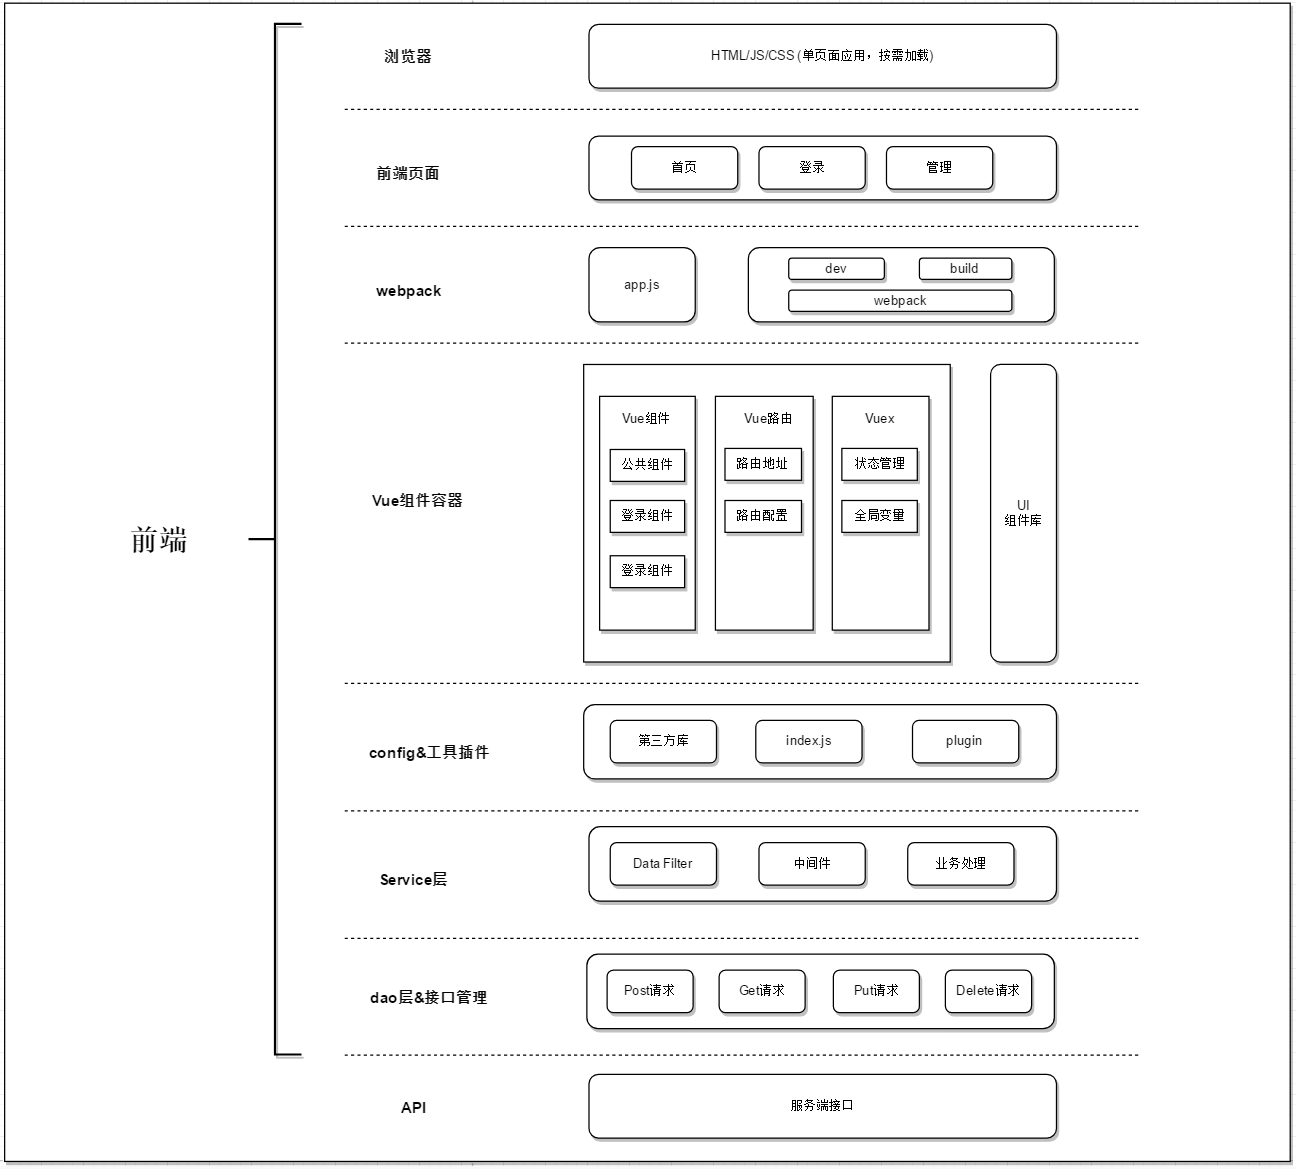 浏览器
HTML/JS/CSS (单页面应用，按需加载)
前端页面
首页
登录
管理
webpack
app.js
dev
build
webpack
Vue组件容器
Vue组件
公共组件
登录组件
登录组件
Vue路由
路由地址
路由配置
Vuex
状态管理
全局变量
UI
组件库
前端
config&工具插件
第三方库
index.js
plugin
Service层
Data Filter
中间件
业务处理
dao层&接口管理
Post请求
Get请求
Put请求
Delete请求
API
服务端接口